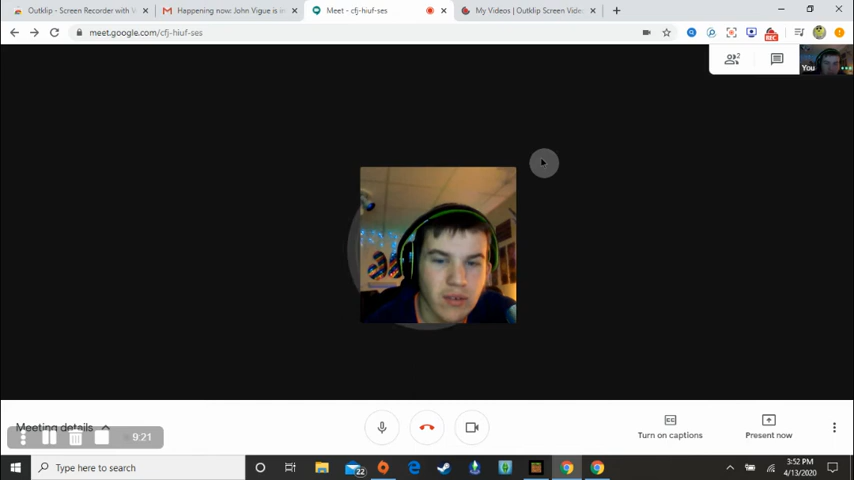 Outklip - Screen Recorder with V
Happening now: John Vigue is i
Meet - cfj-hiuf-ses
My Videos | Outklip Screen Vide
meet.google.com/cfj-hiuf-ses
REC
2
You
Meeting details
9:21
CC
Turn on captions
Present now
Type here to search
22
3:52 PM
4/13/2020